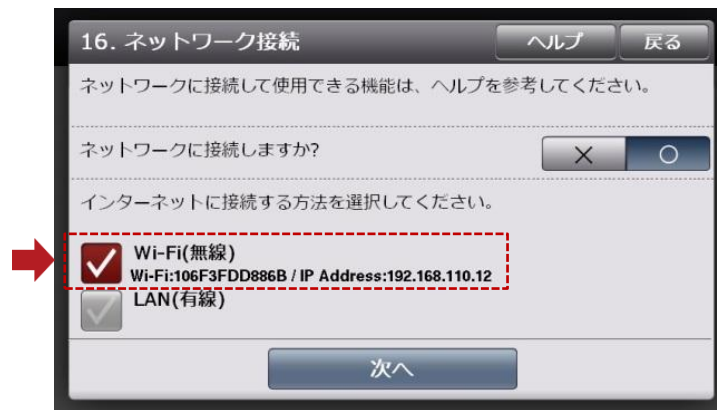 16. ネットワーク接続
ヘルプ
戻る
ネットワークに接続して使用できる機能は、ヘルプを参考してください。
ネットワークに接続しますか?
インターネットに接続する方法を選択してください。
Wi-Fi(無線)
Wi-Fi:106F3FDD886B / IP Address:192.168.110.12
LAN(有線)
次へ